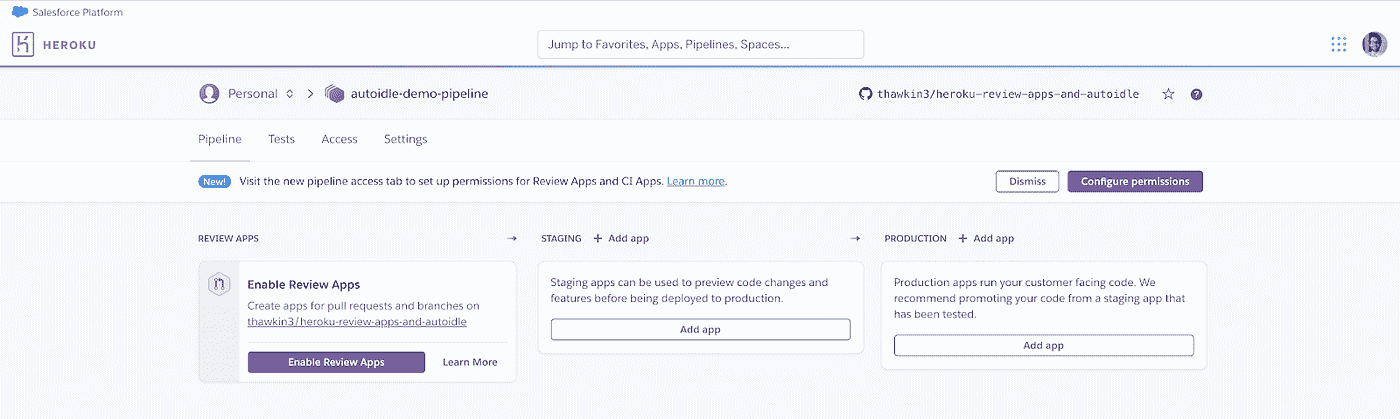 Salesforce Platform
HEROKU
Jump to Favorites, Apps, Pipelines, Spaces...
Personal
autoidle-demo-pipeline
thawkin3/heroku-review-apps-and-autoidle
Pipeline Tests Access Settings
New! Visit the new pipeline access tab to set up permissions for Review Apps and CI Apps. Learn more.
Dismiss
Configure permissions
REVIEW APPS
Enable Review Apps
Create apps for pull requests and branches on
thawkin3/heroku-review-apps-and-autoidle
Enable Review Apps
Learn More
STAGING + Add app
Staging apps can be used to preview code changes and
features before being deployed to production.
Add app
PRODUCTION + Add app
Production apps run your customer facing code. We
recommend promoting your code from a staging app that
has been tested.
Add app